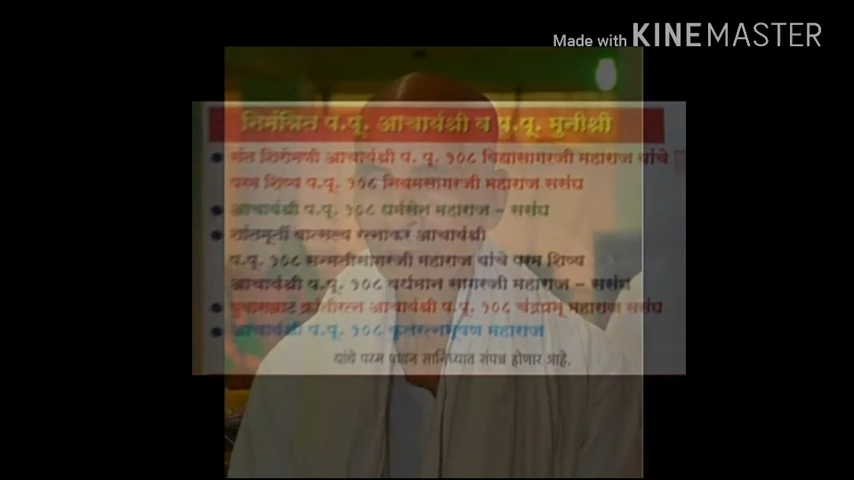 Made with KINEMASTER
निमंत्रित प.पू. आचार्यश्री व प.पू. मुनीश्री
संत शिरोमणी आचार्यश्री प. पू. १०८ विद्यासागरजी महाराज यांचे
परम शिष्य प.पू. १०८ नियमसागरजी महाराज ससंघ
आचार्यश्री प.पू. १०८ धर्मसेन महाराज - ससंघ
शांतमूर्ती वात्सल्य रत्नाकर आचार्यश्री
प.पू. १०८ सन्मतीसागरजी महाराज यांचे परम शिष्य
आचार्यश्री प.पू. १०८ वर्धमान सागरजी महाराज - ससंघ
युवासम्राट क्रांतीरत्न आचार्यश्री प.पू. १०८ चंद्रप्रभू महाराज ससंघ
आचार्यश्री प.पू. १०८ महाराज
यांचे परम पावन सानिध्यात संपन्न होणार आहे.